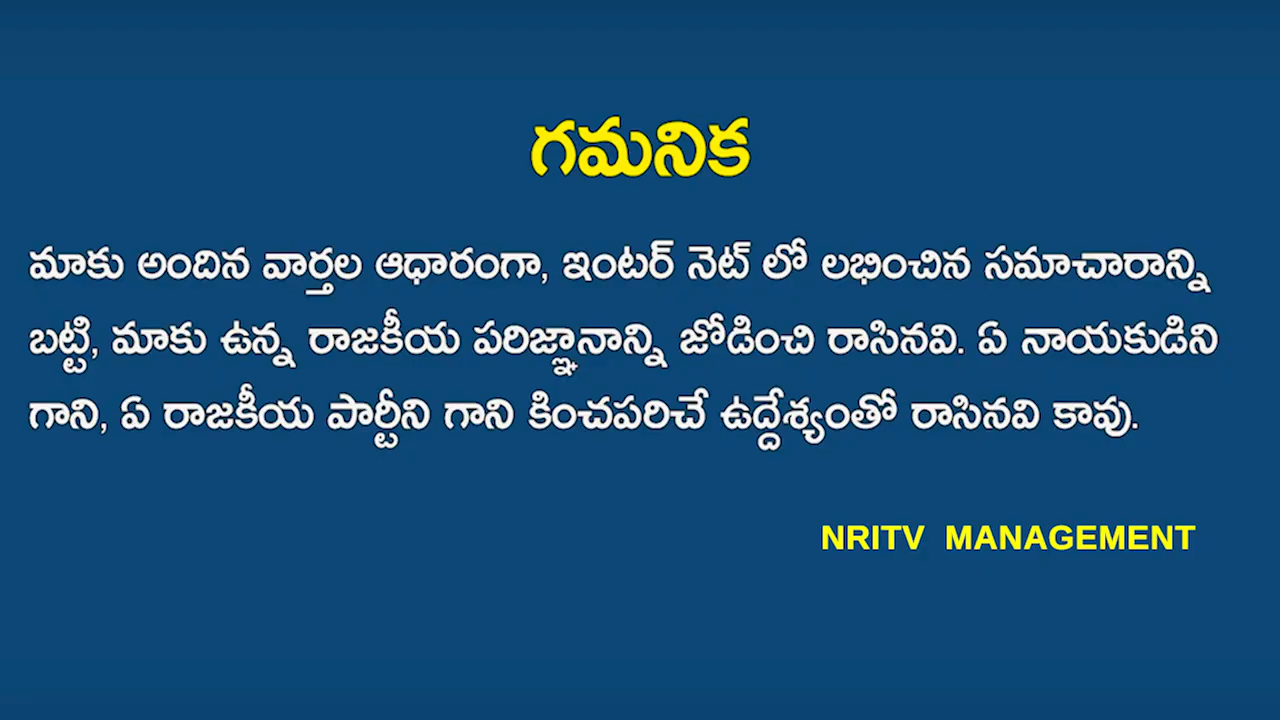 గమనిక
మాకు అందిన వార్తల ఆధారంగా, ఇంటర్ నెట్ లో లభించిన సమాచారాన్ని
బట్టి, మాకు ఉన్న రాజకీయ పరిజ్ఞానాన్ని జోడించి రాసినవి. ఏ నాయకుడిని
గాని, ఏ రాజకీయ పార్టీని గాని కించపరిచే ఉద్దేశ్యంతో రాసినవి కావు.
NRITV MANAGEMENT